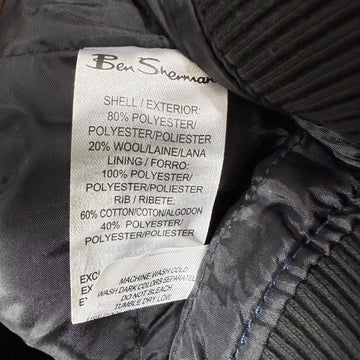 Ben Sherman
SHELL / EXTERIOR:
80% POLYESTER/
POLYESTER/POLIESTER
20% WOOL/LAINE/LANA
LINING / FORRO:
100% POLYESTER/
POLYESTER/POLIESTER
RIB / RIBETE:
60% COTTON/COTON/ALGODON
40% POLYESTER/
POLYESTER/POLIESTER
MACHINE WASH COLD
WASH DARK COLORS SEPARATELY
DO NOT BLEACH
TUMBLE DRY LOW